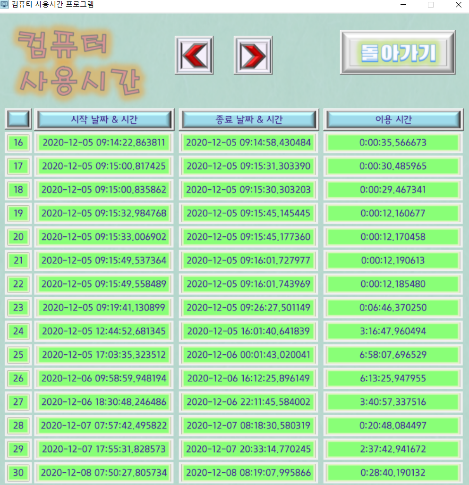 컴퓨터 사용시간 프로그램
컴퓨터
사용시간
돌아가기
시작 날짜 & 시간 종료 날짜 & 시간 이용 시간
16 2020-12-05 09:14:22,863811 2020-12-05 09:14:58,430484 0:00:35,566673
17 2020-12-05 09:15:00,817425 2020-12-05 09:15:31,303390 0:00:30,485965
18 2020-12-05 09:15:00,835862 2020-12-05 09:15:30,303203 0:00:29,467341
19 2020-12-05 09:15:32,984768 2020-12-05 09:15:45,145445 0:00:12,160677
20 2020-12-05 09:15:33,006902 2020-12-05 09:15:45,177360 0:00:12,170458
21 2020-12-05 09:15:49,537364 2020-12-05 09:16:01,727977 0:00:12,190613
22 2020-12-05 09:15:49,558489 2020-12-05 09:16:01,743969 0:00:12,185480
23 2020-12-05 09:19:41,130899 2020-12-05 09:26:27,501149 0:06:46,370250
24 2020-12-05 12:44:52,681345 2020-12-05 16:01:40,641839 3:16:47,960494
25 2020-12-05 17:03:35,323512 2020-12-06 00:01:43,020041 6:58:07,696529
26 2020-12-06 09:58:59,948194 2020-12-06 16:12:25,896149 6:13:25,947955
27 2020-12-06 18:30:48,246486 2020-12-06 22:11:45,584002 3:40:57,337516
28 2020-12-07 07:57:42,495822 2020-12-07 08:18:30,580319 0:20:48,084497
29 2020-12-07 17:55:31,828573 2020-12-07 20:33:14,770245 2:37:42,941672
30 2020-12-08 07:50:27,805734 2020-12-08 08:19:07,995866 0:28:40,190132